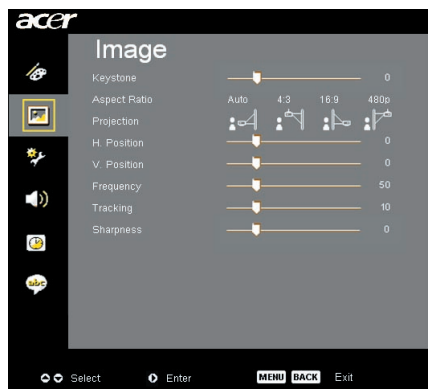 acer
Image
Keystone 0
Aspect Ratio Auto 4:3 16:9 480p
Projection
H. Position 0
V. Position 0
Frequency 50
Tracking 10
Sharpness 0
abc
Select Enter MENU BACK Exit